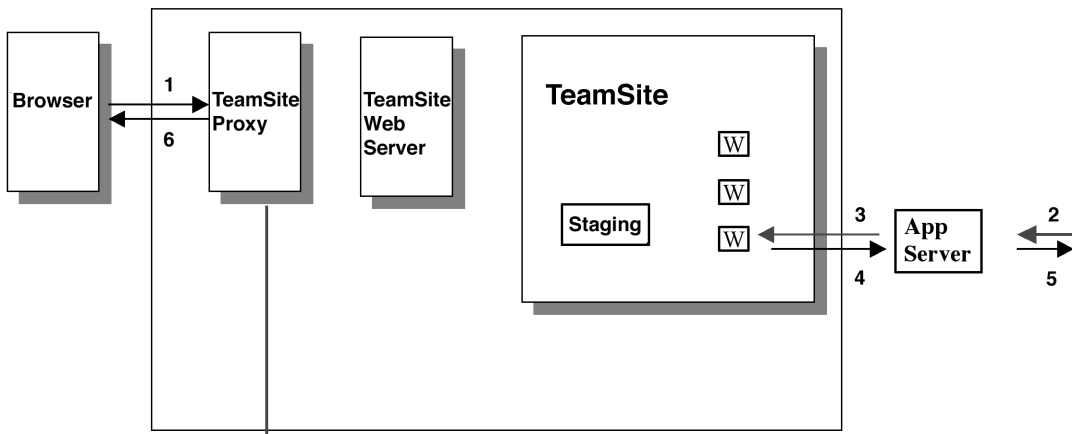 Browser
1
6
TeamSite
Proxy
TeamSite
Web
Server
TeamSite
W
W
W
Staging
3
4
App
Server
2
5